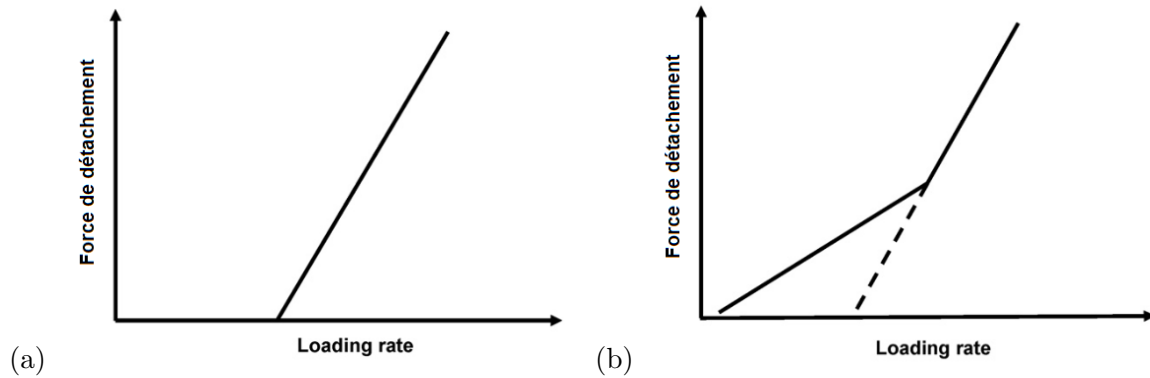 Force de détachement
Loading rate
(a)
Force de détachement
Loading rate
(b)